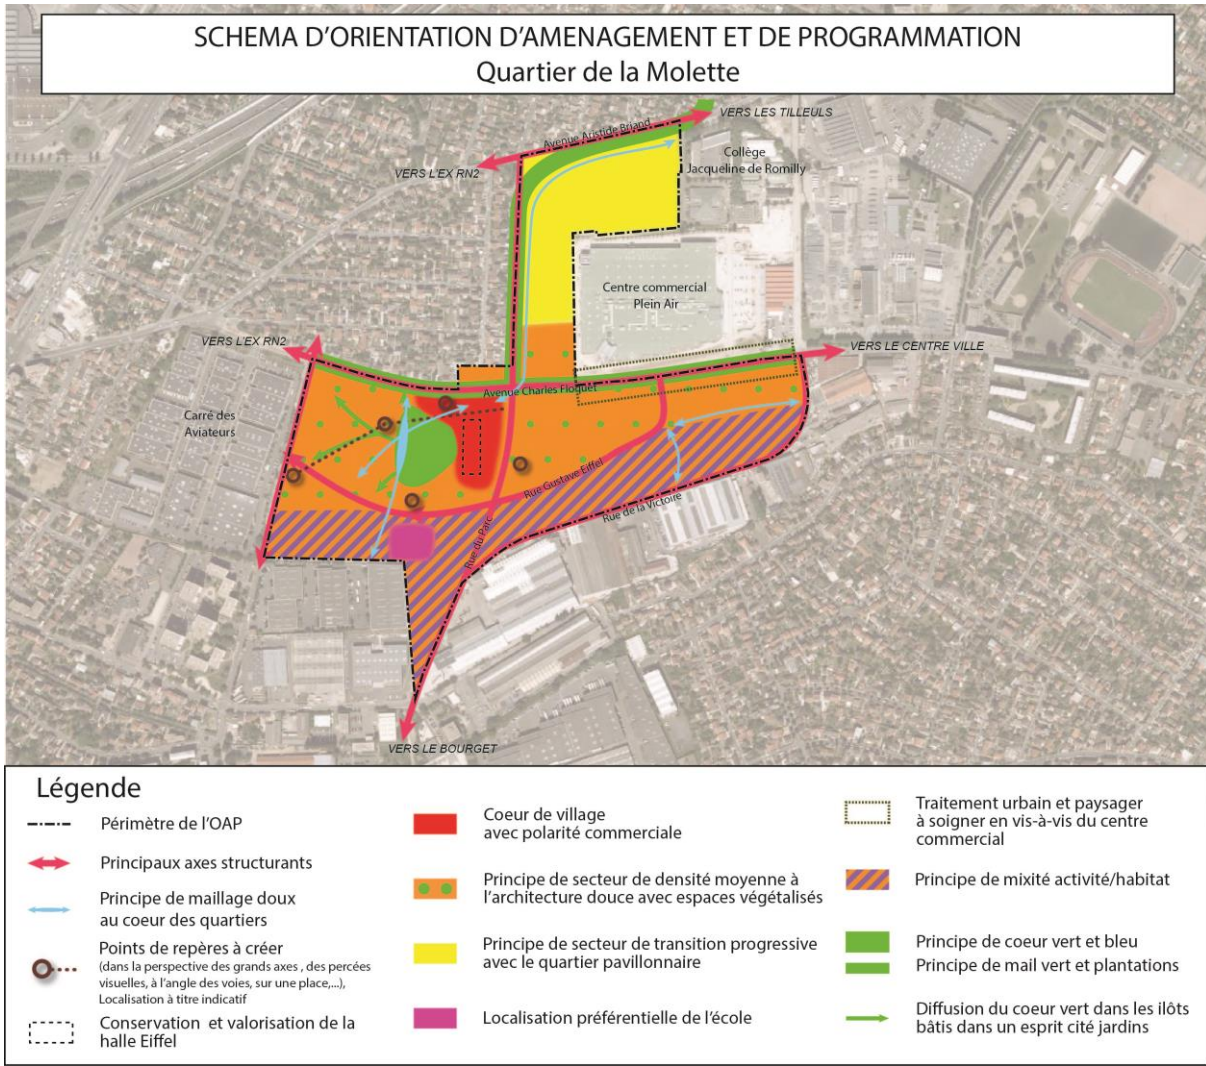 SCHEMA D'ORIENTATION D'AMENAGEMENT ET DE PROGRAMMATION
Quartier de la Molette
VERS LES TILLEULS
Avenue Aristide Briand
Collège
Jacqueline de Romilly
VERS L'EX RN2
Centre commercial
Plein Air
VERS L'EX RN2
VERS LE CENTRE VILLE
Avenue Charles Floquet
Carré des
Aviateurs
Rue Gustave Eiffel
Rue de la Victoire
Rue du Parc
VERS LE BOURGET
Légende
Périmètre de l'OAP
Principaux axes structurants
Principe de maillage doux
au coeur des quartiers
Points de repères à créer
(dans la perspective des grands axes , des percées
visuelles, à l'angle des voies, sur une place,...),
Localisation à titre indicatif
Conservation et valorisation de la
halle Eiffel
Coeur de village
avec polarité commerciale
Principe de secteur de densité moyenne à
l'architecture douce avec espaces végétalisés
Principe de secteur de transition progressive
avec le quartier pavillonnaire
Localisation préférentielle de l'école
Traitement urbain et paysager
à soigner en vis-à-vis du centre
commercial
Principe de mixité activité/habitat
Principe de coeur vert et bleu
Principe de mail vert et plantations
Diffusion du coeur vert dans les ilôts
bâtis dans un esprit cité jardins